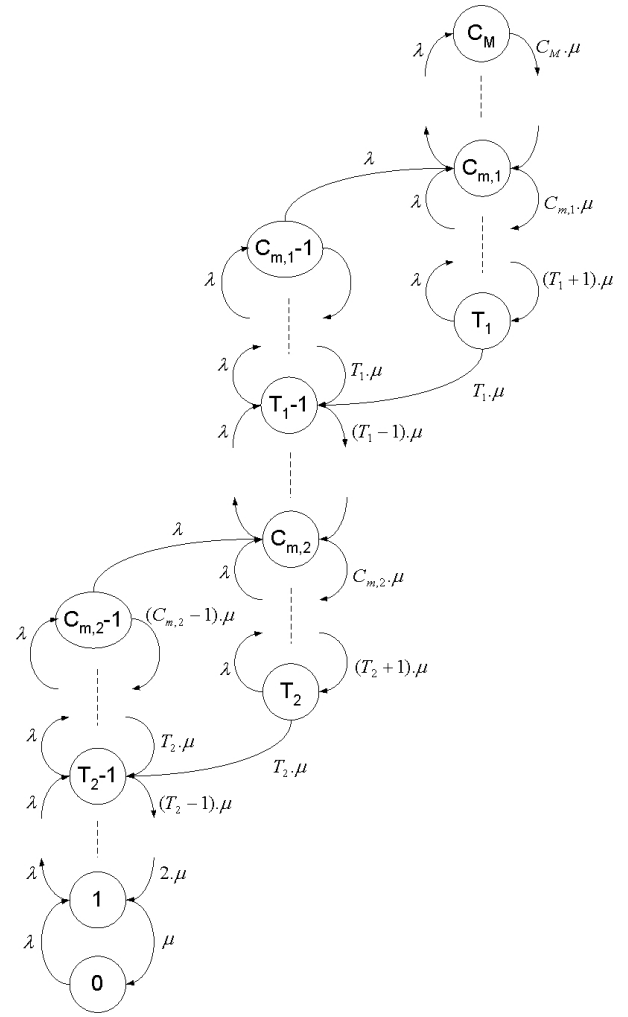 C_M
λ
C_M.μ
λ
C_m,1
λ
C_m,1.μ
C_m,1-1
λ
λ
(T_1+1).μ
T_1
λ
T_1.μ
T_1.μ
T_1-1
λ
(T_1−1).μ
λ
C_m,2
λ
C_m,2.μ
C_m,2-1
(C_m,2−1).μ
λ
λ
(T_2+1).μ
T_2
λ
T_2.μ
T_2.μ
T_2-1
λ
(T_2−1).μ
λ
2.μ
1
λ
μ
0